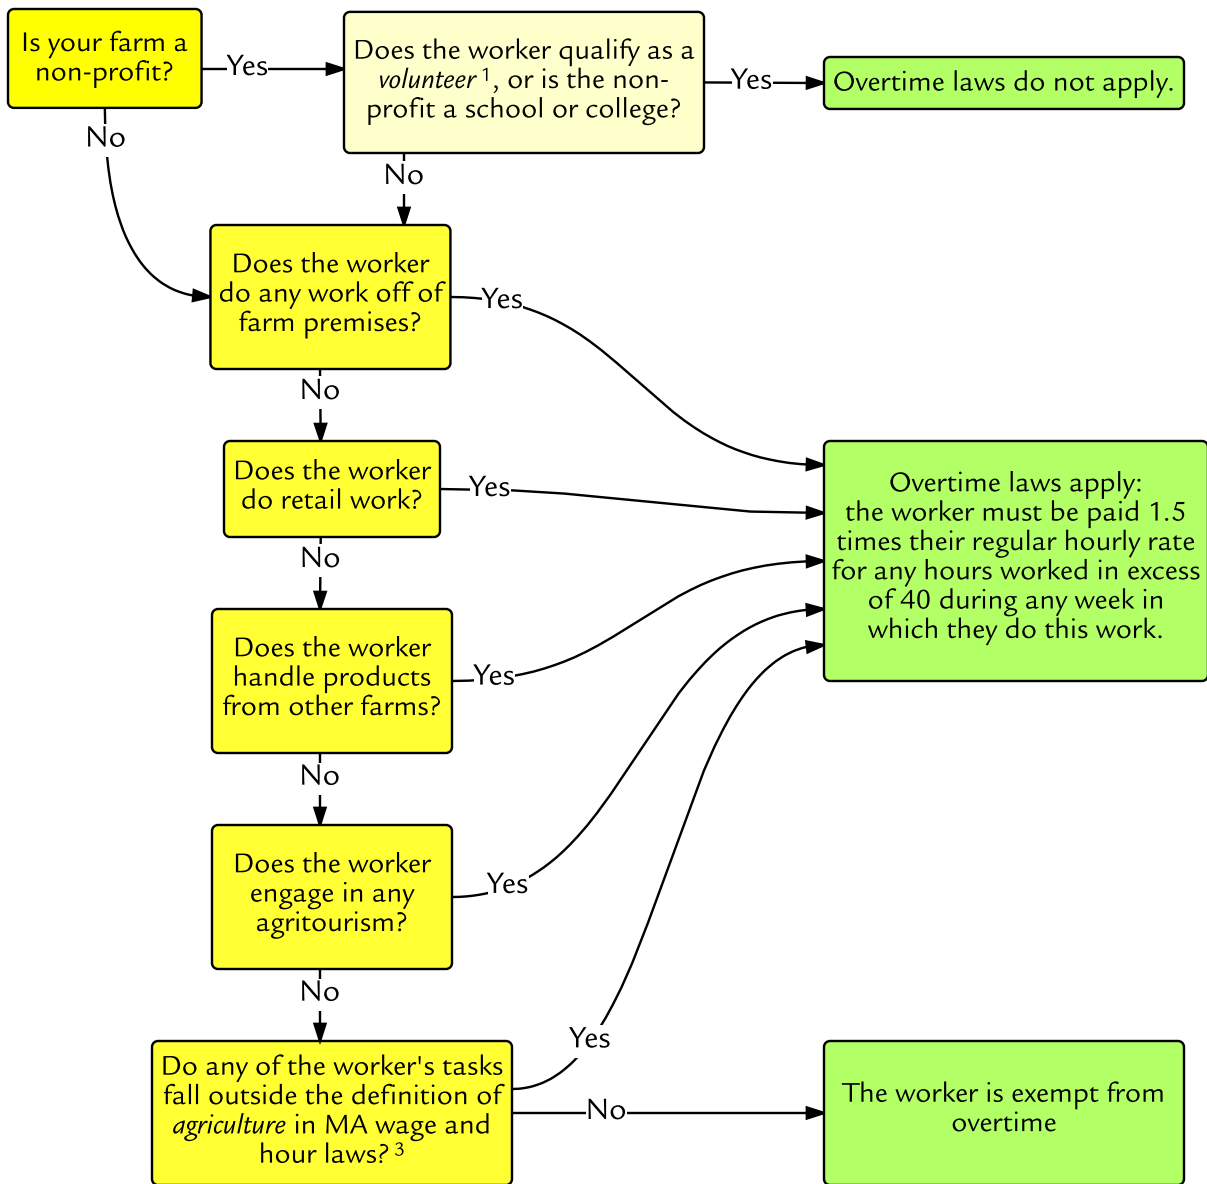 Is your farm a
non-profit?
Yes
Does the worker qualify as a
volunteer 1, or is the non-
profit a school or college?
Yes
Overtime laws do not apply.
No
No
Does the worker
do any work off of
farm premises?
Yes
No
Does the worker
do retail work?
Yes
Overtime laws apply:
the worker must be paid 1.5
times their regular hourly rate
for any hours worked in excess
of 40 during any week in
which they do this work.
No
Does the worker
handle products
from other farms?
Yes
No
Does the worker
engage in any
agritourism?
Yes
No
Do any of the worker's tasks
fall outside the definition of
agriculture in MA wage and
hour laws? 3
Yes
No
The worker is exempt from
overtime